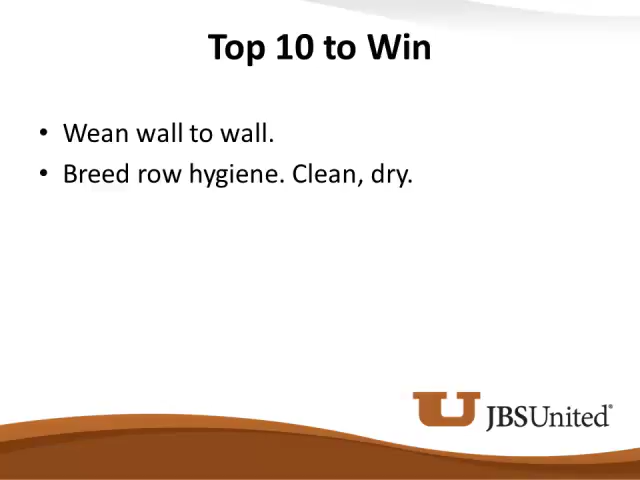 Top 10 to Win
• Wean wall to wall.
• Breed row hygiene. Clean, dry.
JBSUnited®